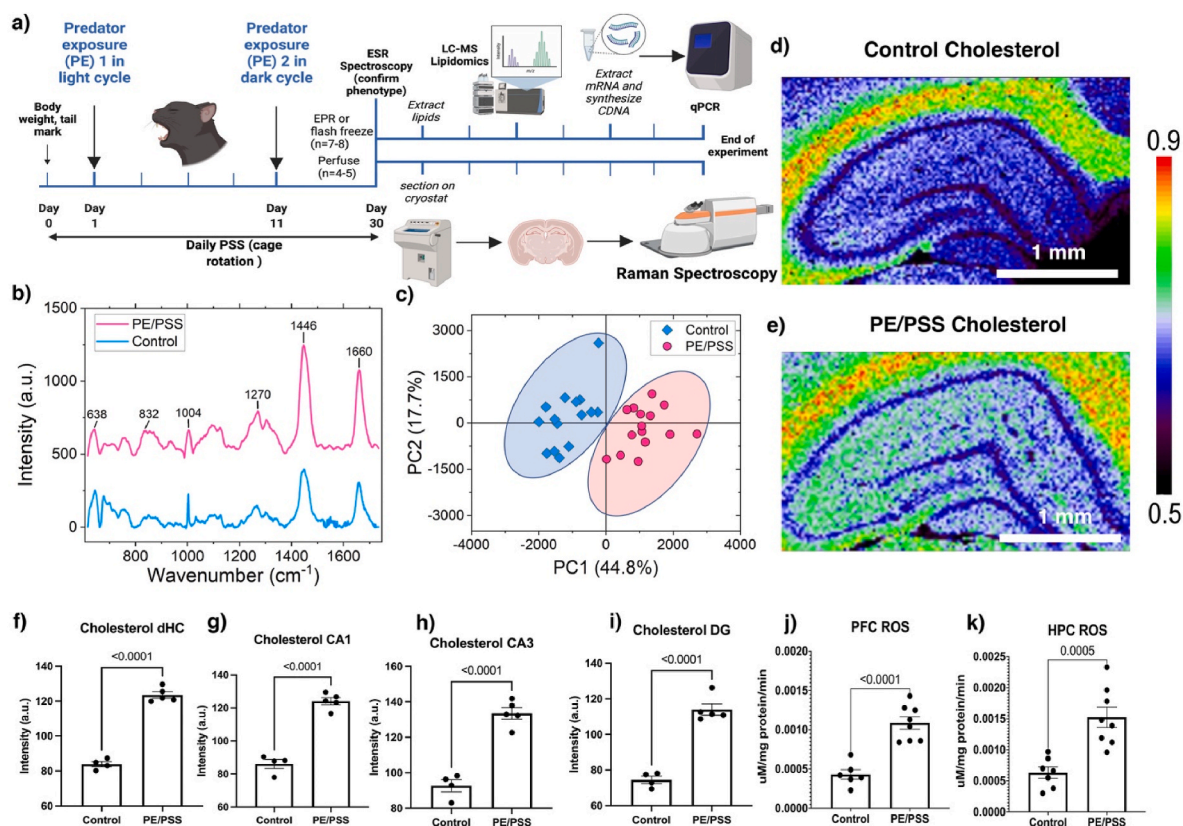 a)
Predator
exposure
(PE) 1 in
light cycle
Predator
exposure
(PE) 2 in
dark cycle
Body
weight, tail
mark
ESR
Spectroscopy
(confirm
phenotype)
LC-MS
Lipidomics
Intensity
Extract
mRNA and
synthesize
CDNA
qPCR
EPR or
flash freeze
(n=7-8)
Perfuse
(n=4-5)
Extract
lipids
End of
experiment
Day
0
Day
1
Day
11
Day
30
Daily PSS (cage
rotation )
section on
cryostat
Raman Spectroscopy
b)
Intensity (a.u.)
1500
1000
500
0
PE/PSS
Control
638
832
1004
1270
1446
1660
800 1000 1200 1400 1600
Wavenumber (cm-1)
c)
PC2 (17.7%)
3000
1500
0
-1500
-3000
Control
PE/PSS
-4000 -2000 0 2000 4000
PC1 (44.8%)
d)
Control Cholesterol
1 mm
e)
PE/PSS Cholesterol
1 mm
0.9
0.5
f)
Cholesterol dHC
<0.0001
Intensity (a.u.)
140
120
100
80
60
Control PE/PSS
g)
Cholesterol CA1
<0.0001
Intensity (a.u.)
140
120
100
80
60
Control PE/PSS
h)
Cholesterol CA3
<0.0001
Intensity (a.u.)
160
140
120
100
80
Control PE/PSS
i)
Cholesterol DG
<0.0001
Intensity (a.u.)
140
120
100
80
60
Control PE/PSS
j)
PFC ROS
<0.0001
uM/mg protein/min
0.0020
0.0015
0.0010
0.0005
0.0000
Control PE/PSS
k)
HPC ROS
0.0005
uM/mg protein/min
0.0025
0.0020
0.0015
0.0010
0.0005
0.0000
Control PE/PSS